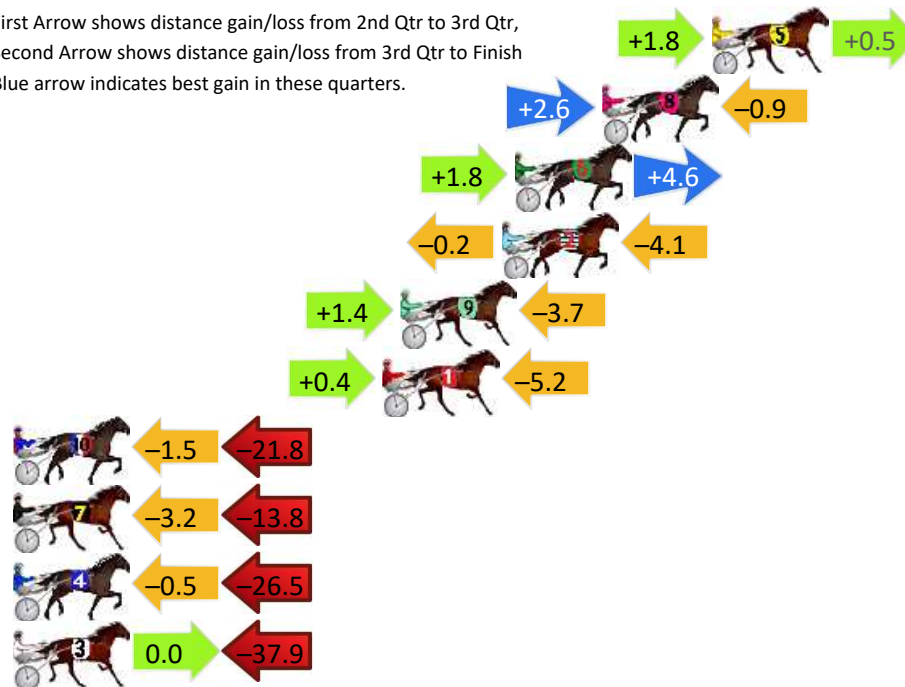 irst Arrow shows distance gain/loss from 2nd Qtr to 3rd Qtr,
econd Arrow shows distance gain/loss from 3rd Qtr to Finish
Blue arrow indicates best gain in these quarters.
+1.8 5 +0.5
+2.6 8 −0.9
+1.8 6 +4.6
−0.2 2 −4.1
+1.4 9 −3.7
+0.4 1 −5.2
10 −1.5 −21.8
7 −3.2 −13.8
4 −0.5 −26.5
3 0.0 −37.9